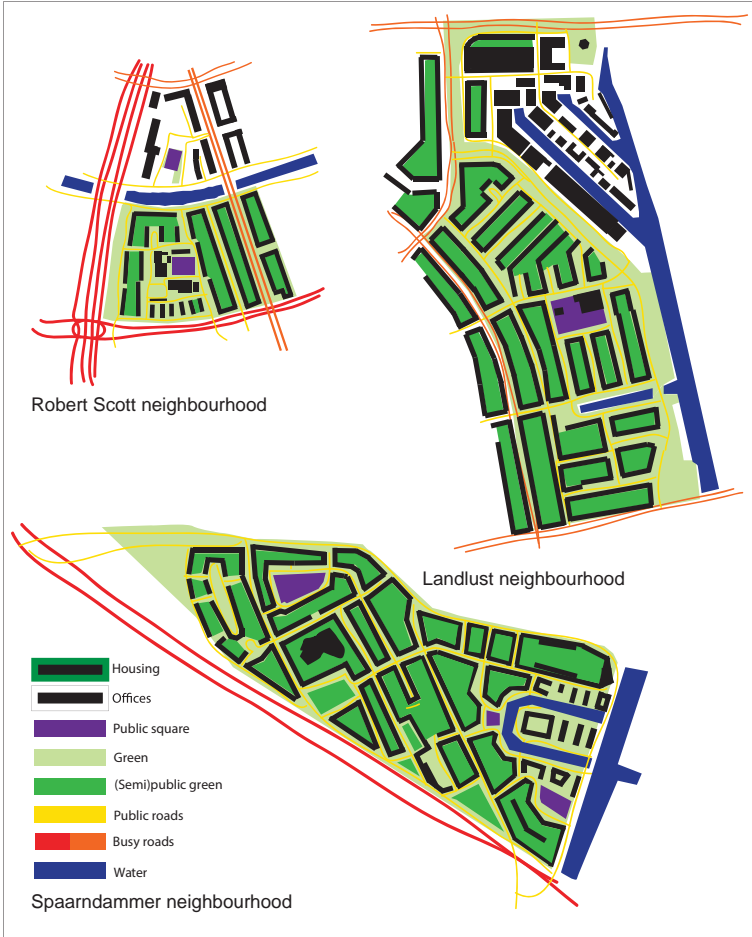 Robert Scott neighbourhood
Landlust neighbourhood
Housing
Offices
Public square
Green
(Semi)public green
Public roads
Busy roads
Water
Spaarndammer neighbourhood